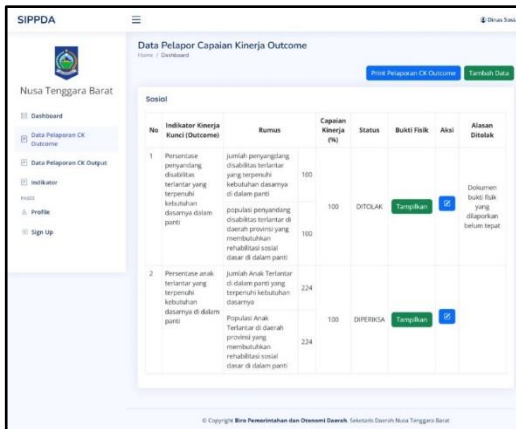 SIPPDA
Dinas Sosi
Nusa Tenggara Barat
Dashboard
Data Pelaporan CK
Outcome
Data Pelaporan CK Output
Indikator
PAGES
Profile
Sign Up
Data Pelapor Capaian Kinerja Outcome
Home / Dashboard
Print Pelaporan CK Outcome
Tambah Data
Sosial
No
Indikator Kinerja
Kunci (Outcome)
Rumus
Capaian
Kinerja
(%)
Status
Bukti Fisik
Aksi
Alasan
Ditolak
1
Persentase
penyandang
disabilitas
terlantar yang
terpenuhi
kebutuhan
dasarnya dalam
panti
jumlah penyangdang
disabilitas terlantar
yang terpenuhi
kebutuhan dasarnya
di dalam panti
100
populasi penyandang
disabilitas terlantar di
daerah provinsi yang
membutuhkan
rehabilitasi sosial
dasar di dalam panti
100
100
DITOLAK
Tampilkan
Dokumen
bukti fisik
yang
dilaporkan
belum tepat
2
Persentase anak
terlantar yang
terpenuhi
kebutuhan
dasarnya di dalam
panti
Jumlah Anak Terlantar
di dalam panti yang
terpenuhi kebutuhan
dasarnya
224
Populasi Anak
Terlantar di daerah
provinsi yang
membutuhkan
rehabilitasi sosial
dasar di dalam panti
224
100
DIPERIKSA
Tampilkan
© Copyright Biro Pemerintahan dan Otonomi Daerah. Sekretaris Daerah Nusa Tenggara Barat